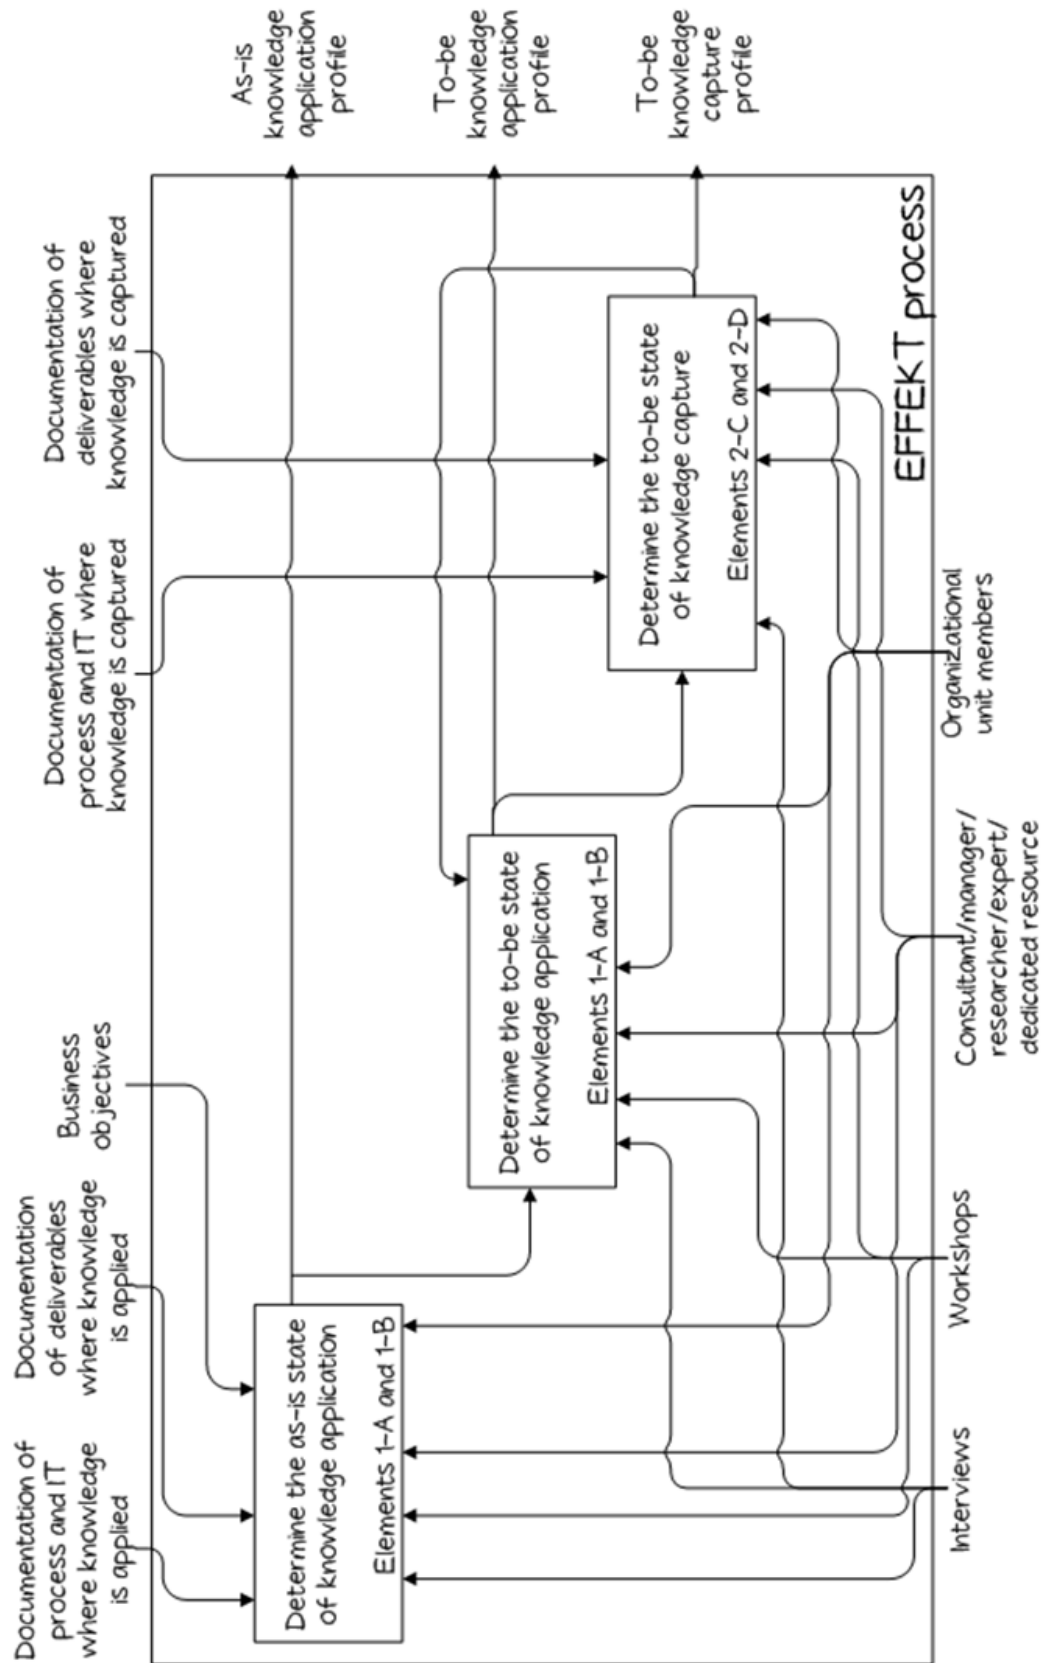 Documentation of
process and IT
where knowledge
is applied
Documentation
of deliverables
where knowledge
is applied
Business
objectives
Documentation of
process and IT where
knowledge is captured
Documentation of
deliverables where
knowledge is captured
Determine the as-is state
of knowledge application
Elements 1-A and 1-B
Determine the to-be state
of knowledge application
Elements 1-A and 1-B
Determine the to-be state
of knowledge capture
Elements 2-C and 2-D
As-is
knowledge
application
profile
To-be
knowledge
application
profile
To-be
knowledge
capture
profile
EFFEKT process
Interviews
Workshops
Consultant/manager/
researcher/expert/
dedicated resource
Organizational
unit members